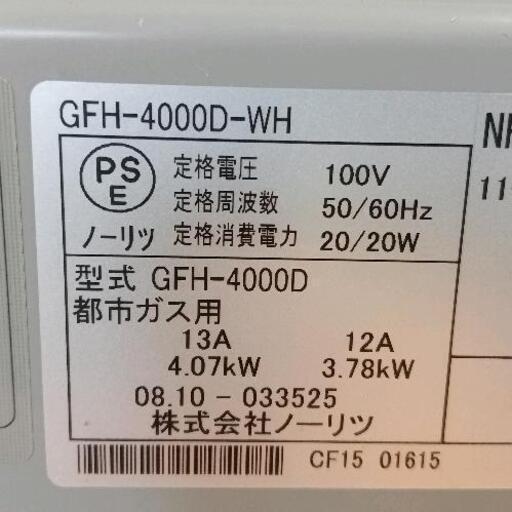 GFH-4000D-WH
PS
E
定格電圧 100V
定格周波数 50/60Hz
ノーリツ 定格消費電力 20/20W
型式 GFH-4000D
都市ガス用
13A 12A
4.07kW 3.78kW
08.10 - 033525
株式会社ノーリツ
CF15 01615
11